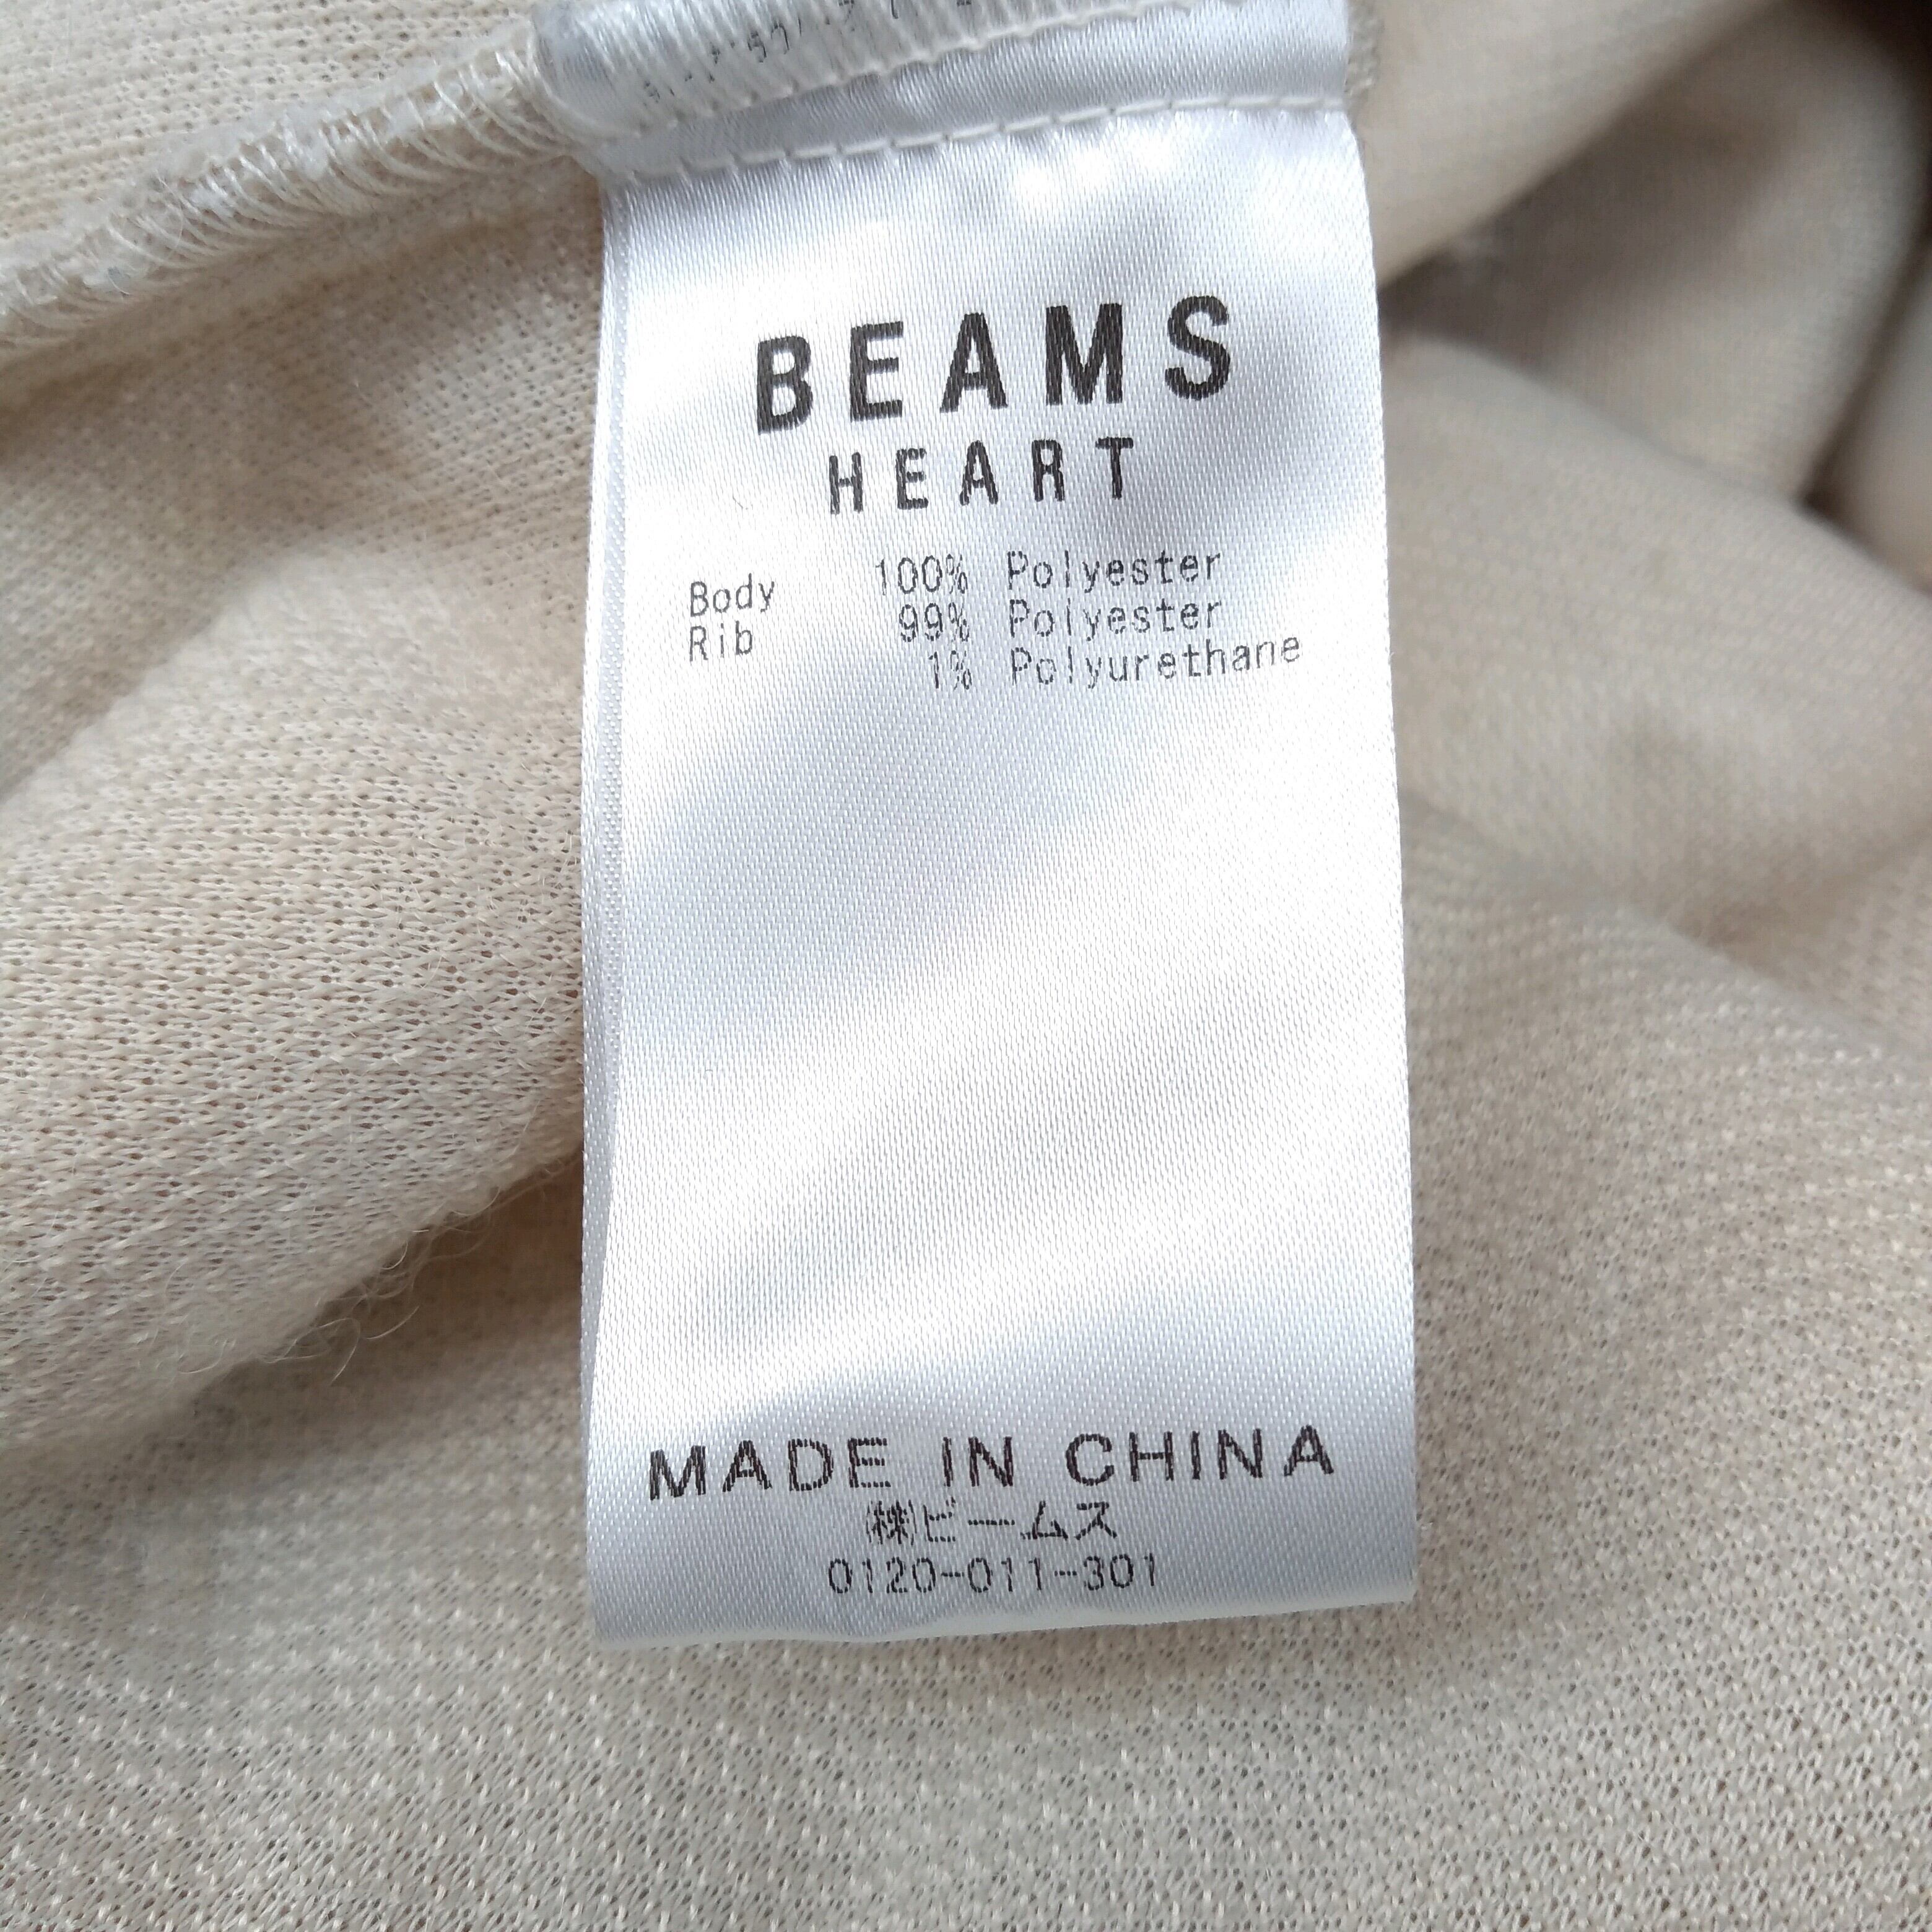 BEAMS
HEART
Body 100% Polyester
Rib 99% Polyester
1% Polyurethane
MADE IN CHINA
㈱ビームス
0120-011-301